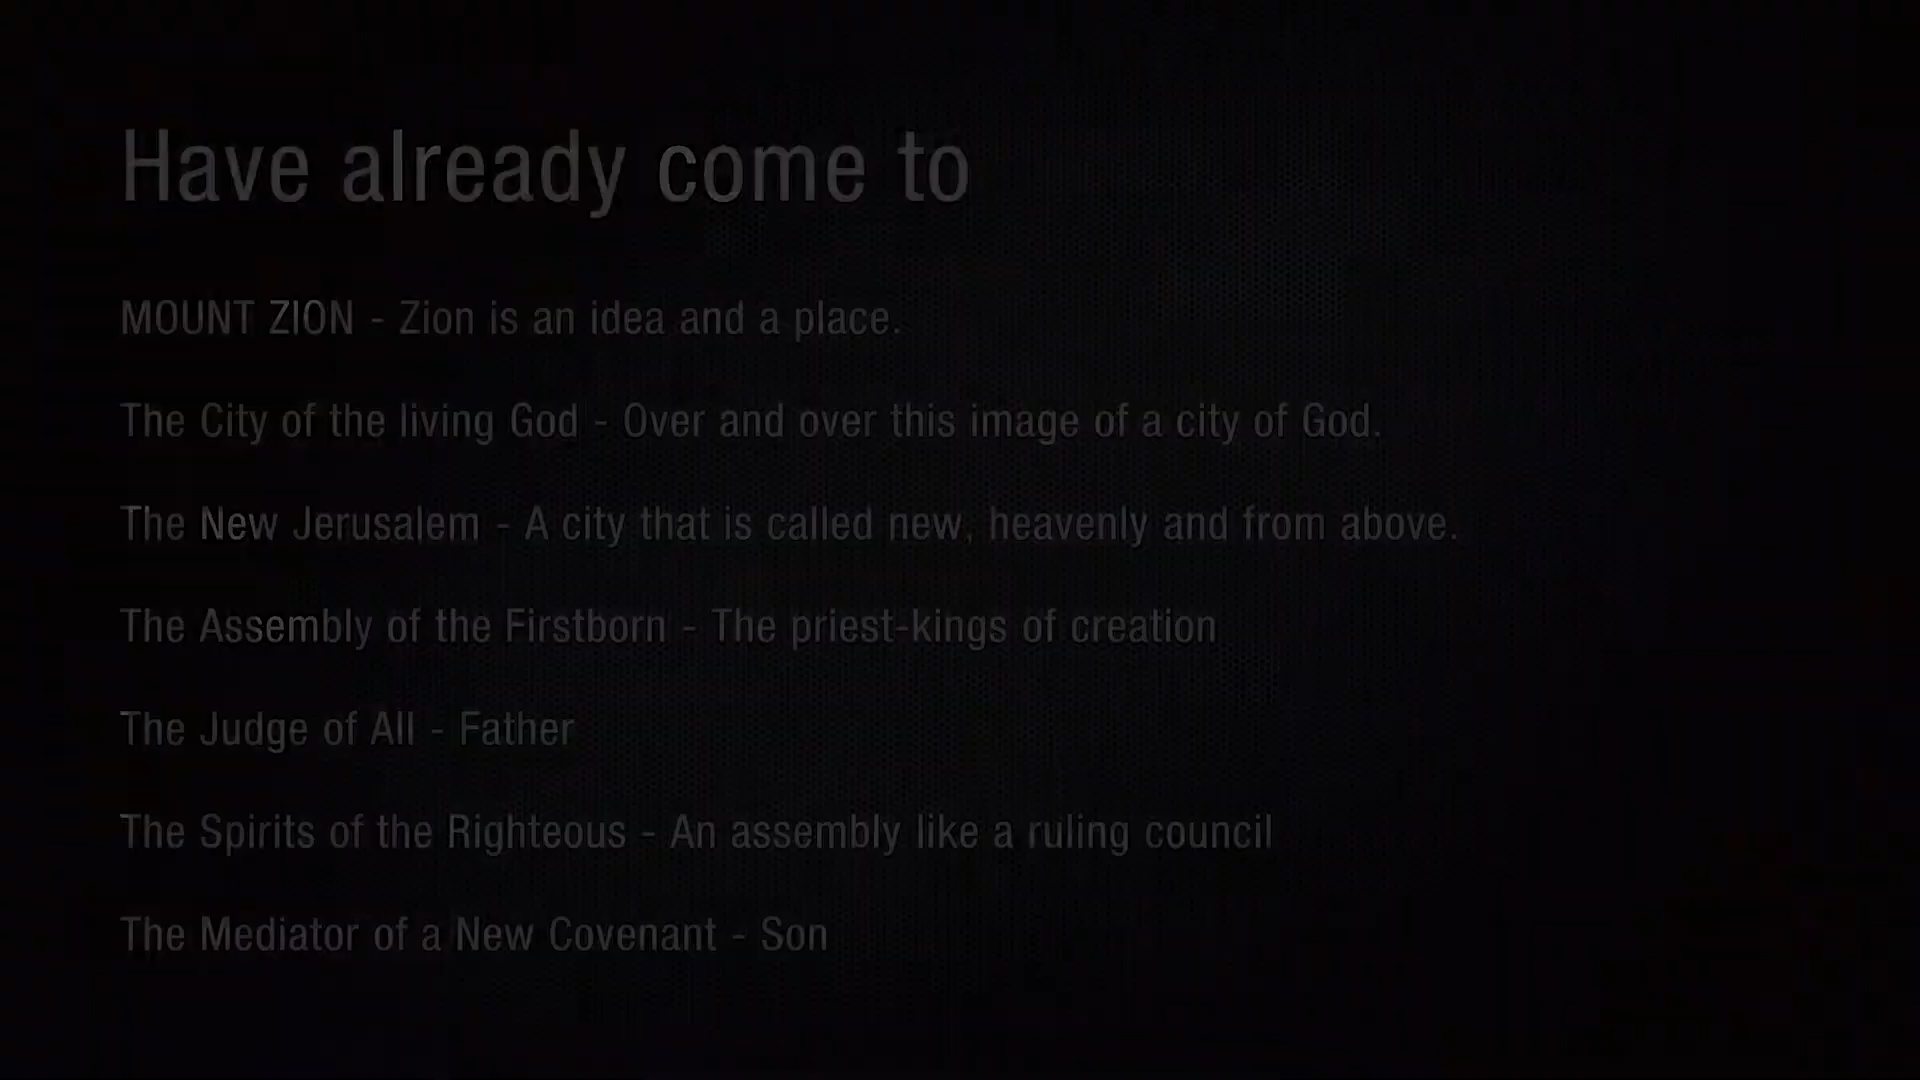 Have already come to
MOUNT ZION - Zion is an idea and a place.
The City of the living God - Over and over this image of a city of God.
The New Jerusalem - A city that is called new, heavenly and from above.
The Assembly of the Firstborn - The priest-kings of creation
The Judge of All - Father
The Spirits of the Righteous - An assembly like a ruling council
The Mediator of a New Covenant - Son